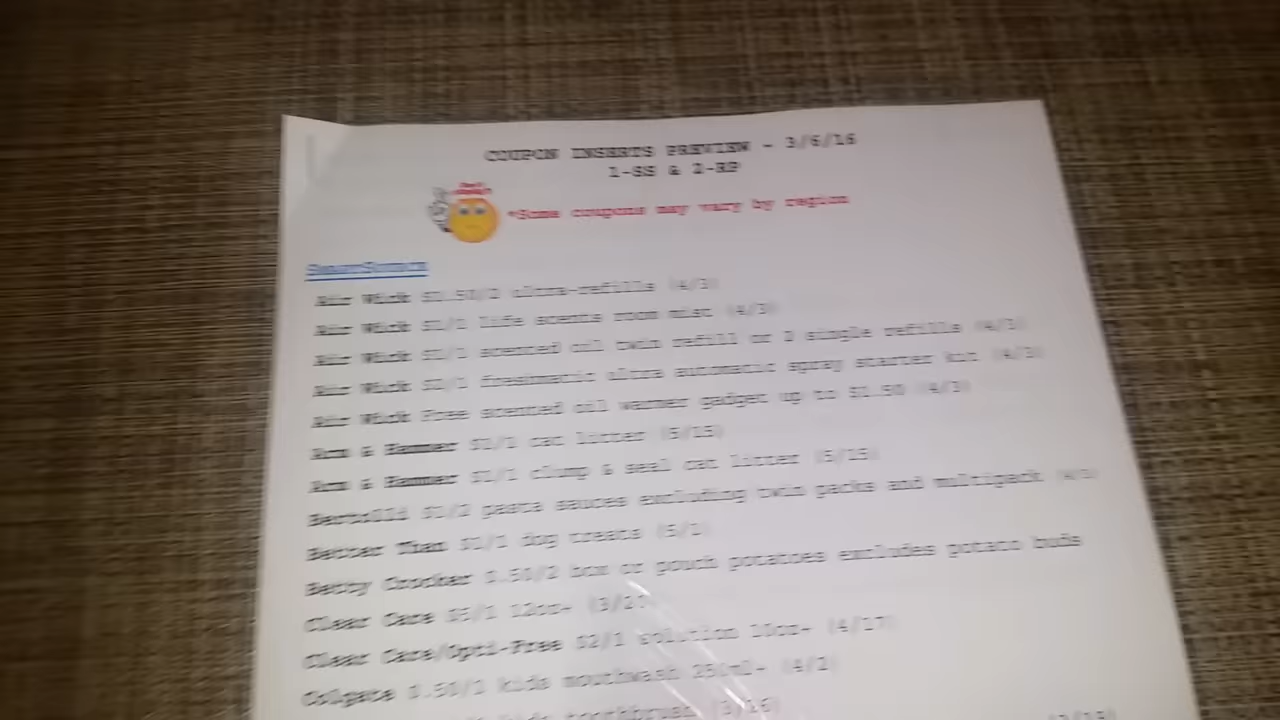 COUPON INSERTS PREVIEW - 3/6/16
1-SS & 2-RP
*Some coupons may vary by region
SmartSource
Air Wick $1.50/2 ultra-refills (4/3)
Air Wick $1/1 life scents room mist (4/3)
Air Wick $1/1 scented oil twin refill or 2 single refills (4/3)
Air Wick freshmatic ultra automatic spray starter kit (4/3)
Air Wick Free scented oil warmer gadget up to $1.50 (4/3)
Arm & Hammer $1/1 cat litter (5/15)
Arm & Hammer $1/1 clump & seal cat litter (5/15)
Bertolli $1/2 pasta sauces excluding twin packs and multipack
Better Than $1/1 dog treats (5/1)
Betty Crocker 0.50/2 box or pouch potatoes excludes potato buds
Clear Care $5/1 12oz+
Clear Care/Opti-Free $2/1 solution 10oz+ (4/17)
Colgate 0.50/1 kids mouthwash 250ml+ (4/2)
kids toothbrush